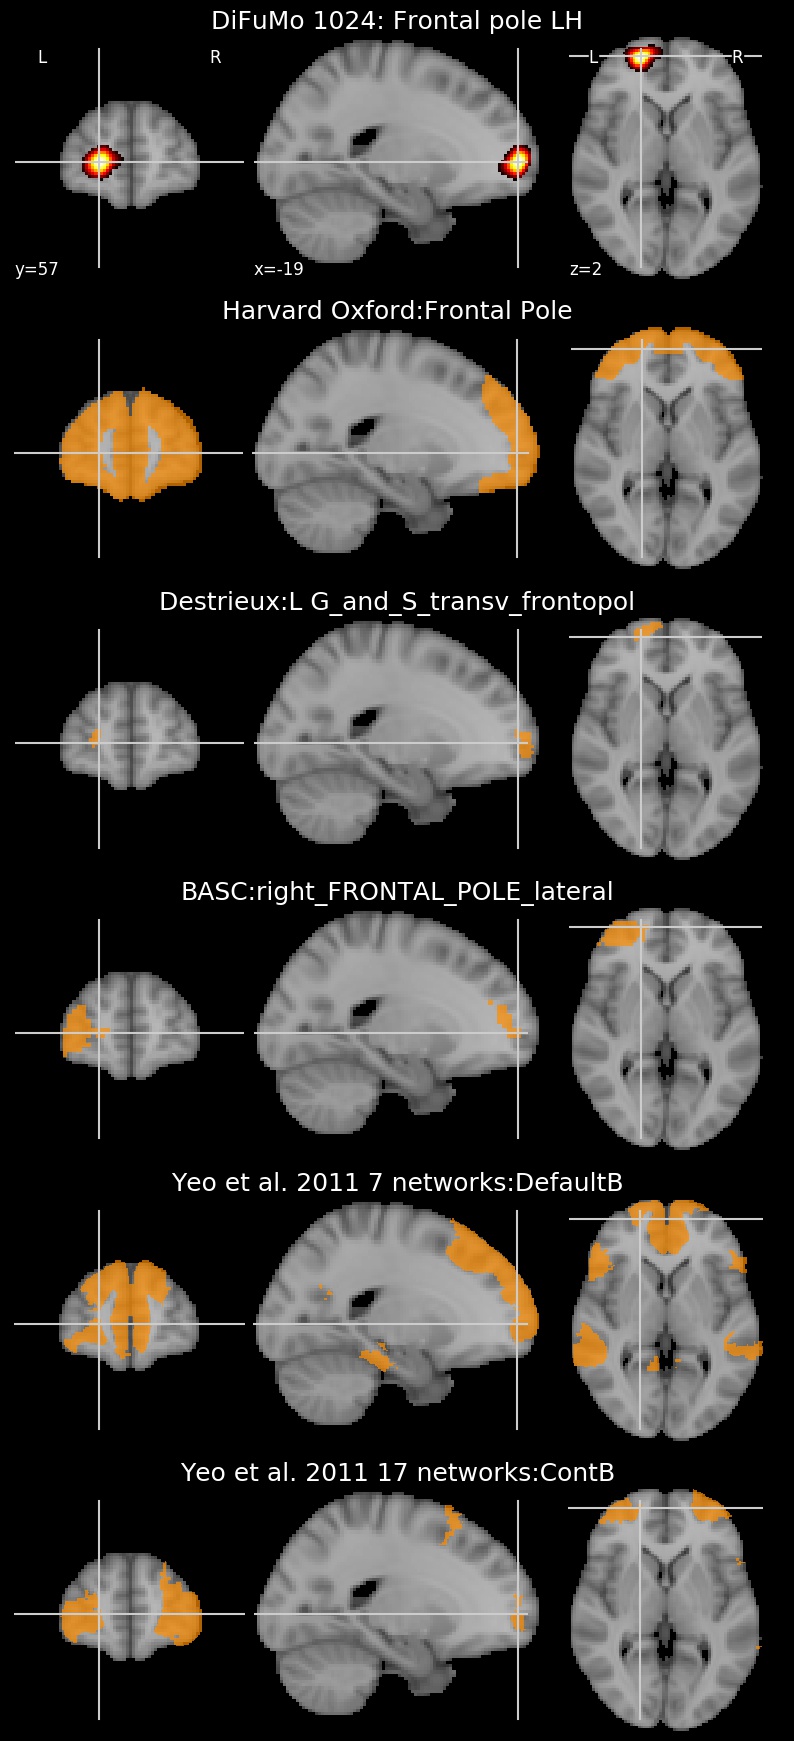 DiFuMo 1024: Frontal pole LH
L R L R
y=57 x=-19 z=2
Harvard Oxford:Frontal Pole
Destrieux:L G_and_S_transv_frontopol
BASC:right_FRONTAL_POLE_lateral
Yeo et al. 2011 7 networks:DefaultB
Yeo et al. 2011 17 networks:ContB